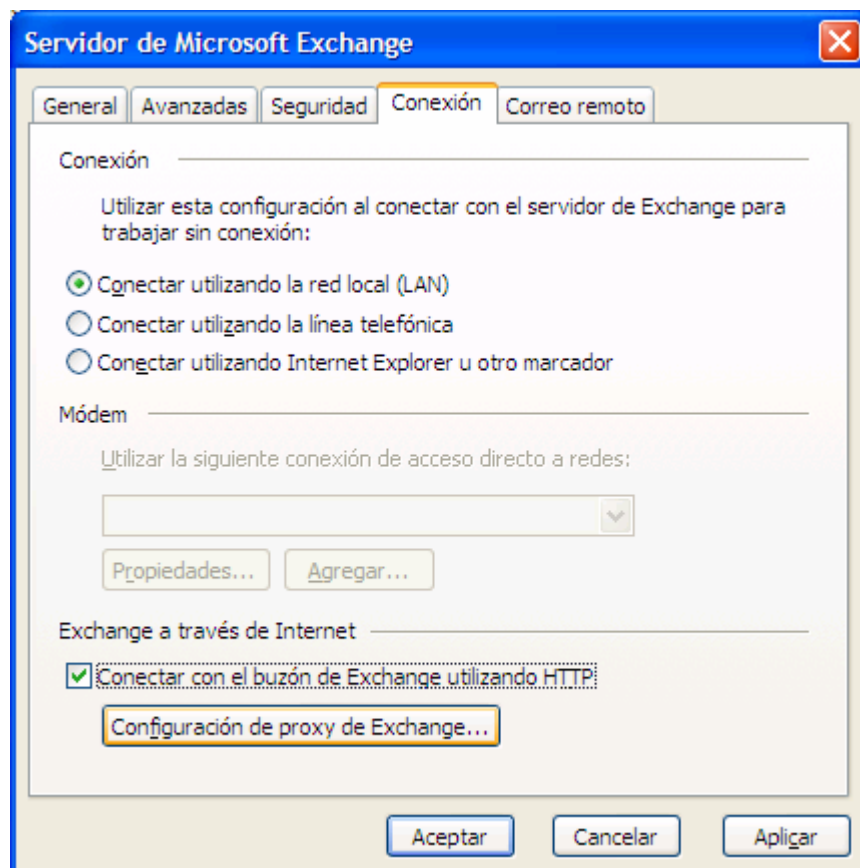 Servidor de Microsoft Exchange
General Avanzadas Seguridad Conexión Correo remoto
Conexión
Utilizar esta configuración al conectar con el servidor de Exchange para
trabajar sin conexión:
Conectar utilizando la red local (LAN)
Conectar utilizando la línea telefónica
Conectar utilizando Internet Explorer u otro marcador
Módem
Utilizar la siguiente conexión de acceso directo a redes:
Propiedades... Agregar...
Exchange a través de Internet
Conectar con el buzón de Exchange utilizando HTTP
Configuración de proxy de Exchange...
Aceptar Cancelar Aplicar